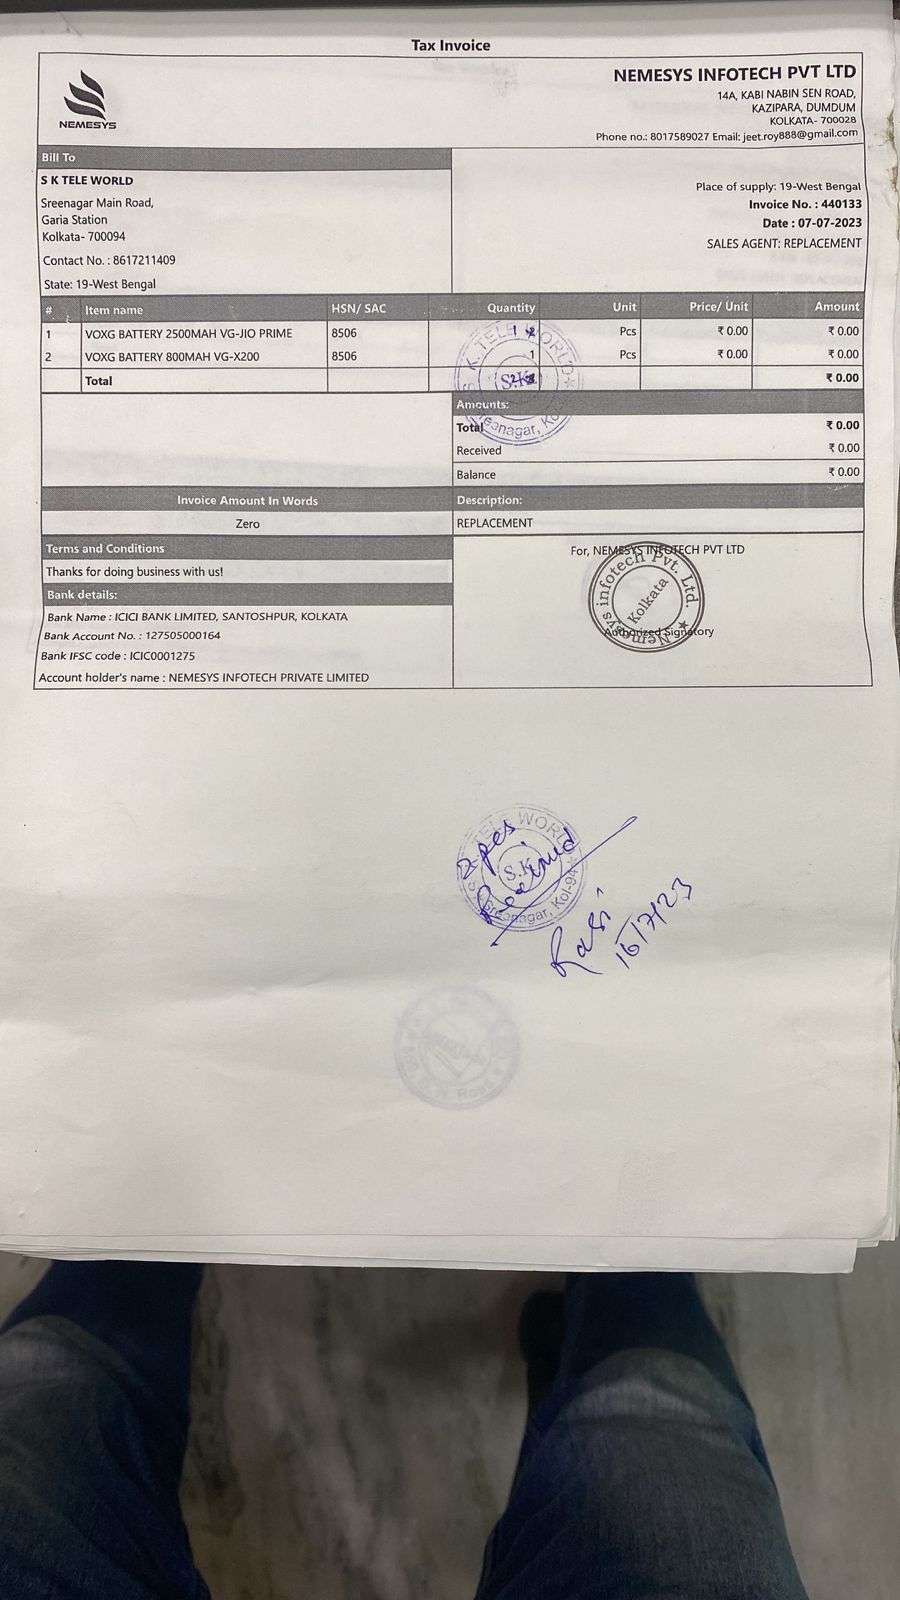 Tax Invoice
NEMESYS
NEMESYS INFOTECH PVT LTD
14A, KABI NABIN SEN ROAD,
KAZIPARA, DUMDUM
KOLKATA- 700028
Phone no.: 8017589027 Email: jeet.roy888@gmail.com
Bill To
S K TELE WORLD
Sreenagar Main Road,
Garia Station
Kolkata- 700094
Contact No. : 8617211409
State: 19-West Bengal
Place of supply: 19-West Bengal
Invoice No. : 440133
Date : 07-07-2023
SALES AGENT: REPLACEMENT
# Item name HSN/ SAC Quantity Unit Price/ Unit Amount
1 VOXG BATTERY 2500MAH VG-JIO PRIME 8506 1 Pcs ₹ 0.00 ₹ 0.00
2 VOXG BATTERY 800MAH VG-X200 8506 1 Pcs ₹ 0.00 ₹ 0.00
Total 2 ₹ 0.00
S. K. TELE WORLD
S.K.
Sreenagar, Ko
Amounts:
Total ₹ 0.00
Received ₹ 0.00
Balance ₹ 0.00
Invoice Amount In Words
Zero
Description:
REPLACEMENT
Terms and Conditions
Thanks for doing business with us!
Bank details:
Bank Name : ICICI BANK LIMITED, SANTOSHPUR, KOLKATA
Bank Account No. : 127505000164
Bank IFSC code : ICIC0001275
Account holder's name : NEMESYS INFOTECH PRIVATE LIMITED
For, NEMESYS INFOTECH PVT LTD
Nemesys infotech Pvt. Ltd.
Kolkata
Authorized Signatory
TELE WORLD
S.K
Sreenagar, Kol-94
2 pcs
Received
16/7/23